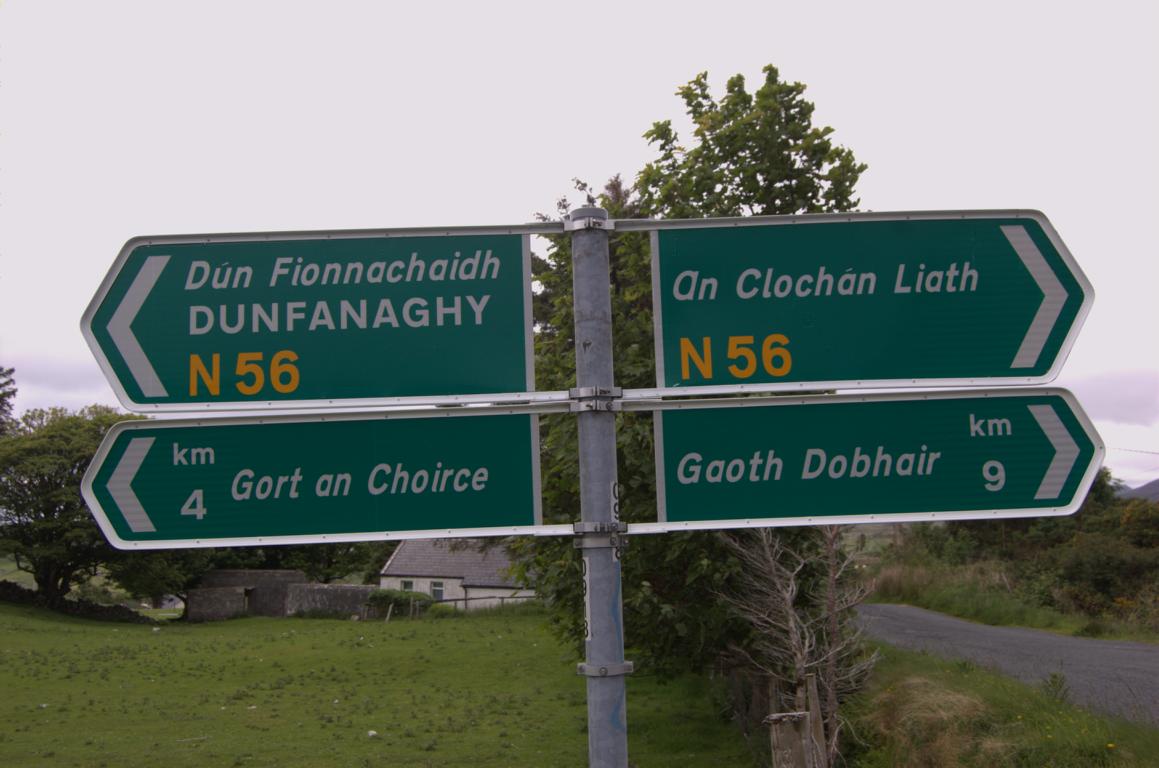 Dún Fionnachaidh
DUNFANAGHY
N 56
An Clochán Liath
N 56
km
4
Gort an Choirce
Gaoth Dobhair
km
9